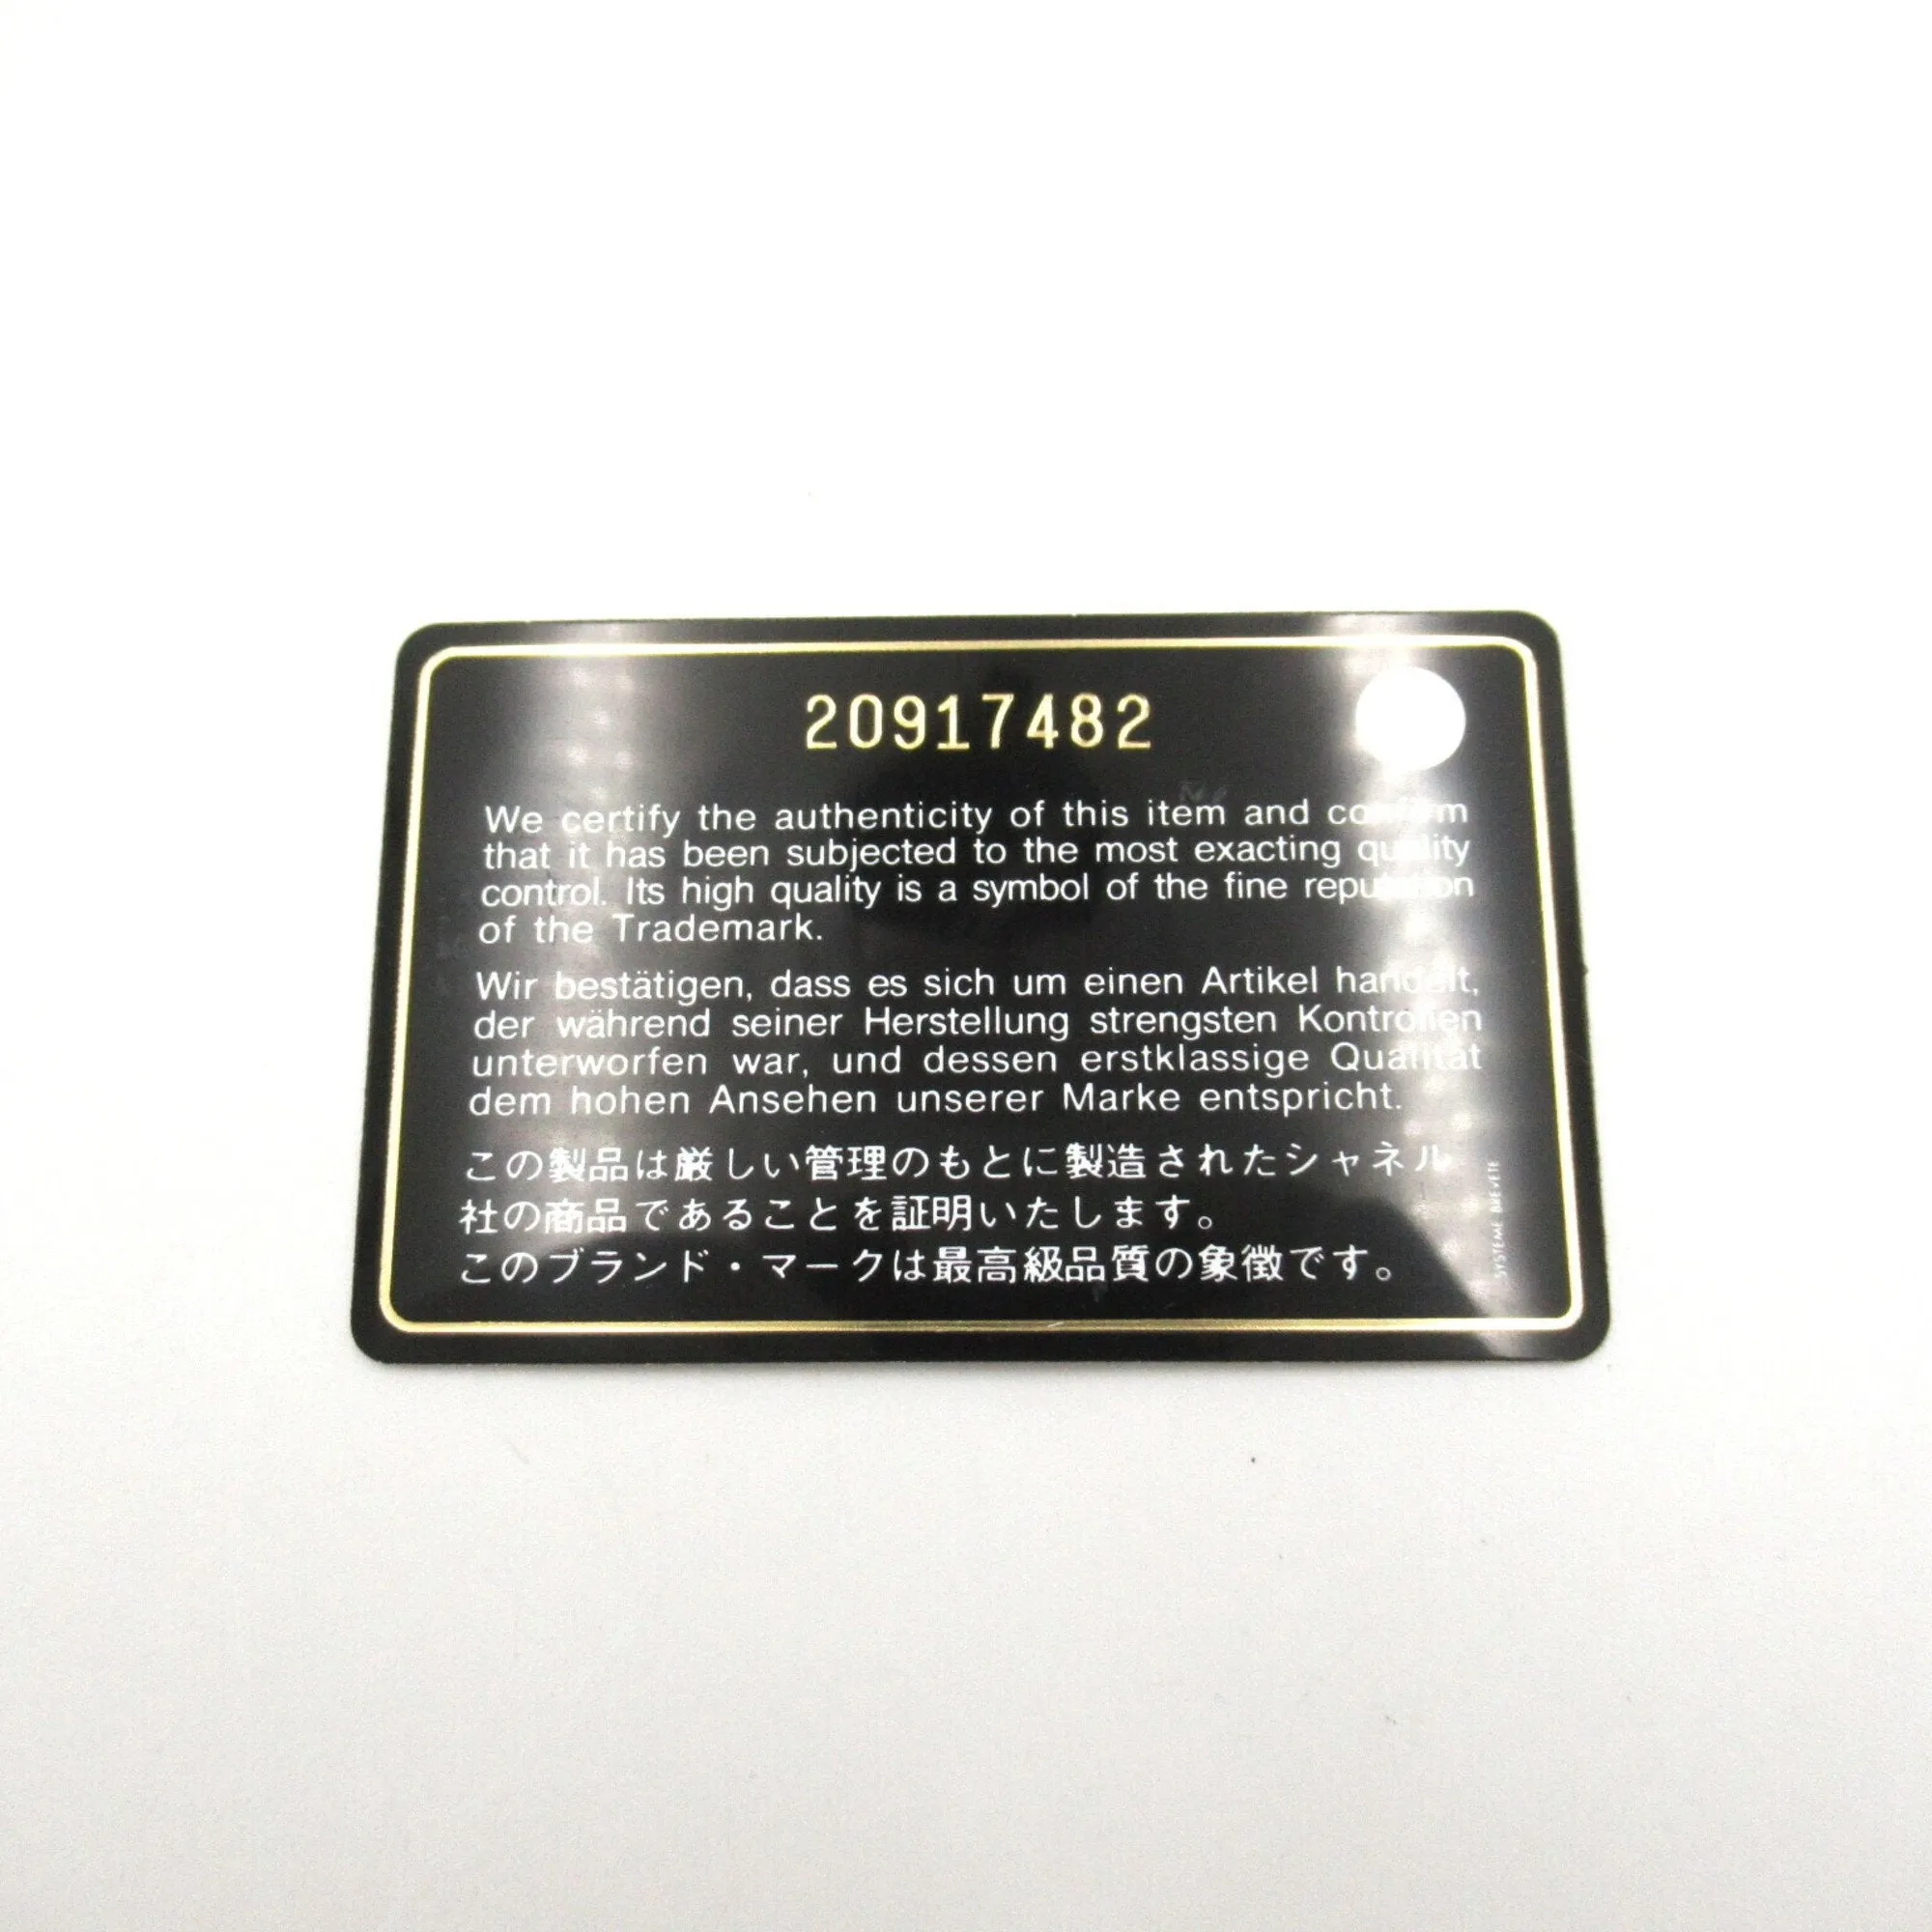 20917482
We certify the authenticity of this item and confirm
that it has been subjected to the most exacting quality
control. Its high quality is a symbol of the fine reputation
of the Trademark.
Wir bestätigen, dass es sich um einen Artikel handelt,
der während seiner Herstellung strengsten Kontrollen
unterworfen war, und dessen erstklassige Qualität
dem hohen Ansehen unserer Marke entspricht.
この製品は厳しい管理のもとに製造されたシャネル
社の商品であることを証明いたします。
このブランド・マークは最高級品質の象徴です。
SYSTEME BREVETE